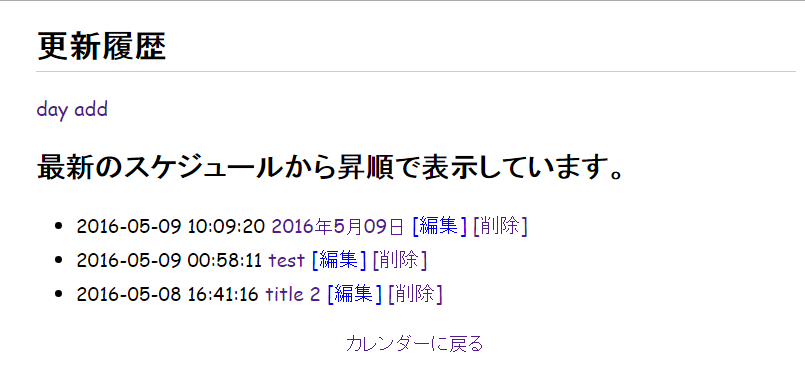 更新履歴
day add
最新のスケジュールから昇順で表示しています。
2016-05-09 10:09:20 2016年5月09日 [編集] [削除]
2016-05-09 00:58:11 test [編集] [削除]
2016-05-08 16:41:16 title 2 [編集] [削除]
カレンダーに戻る